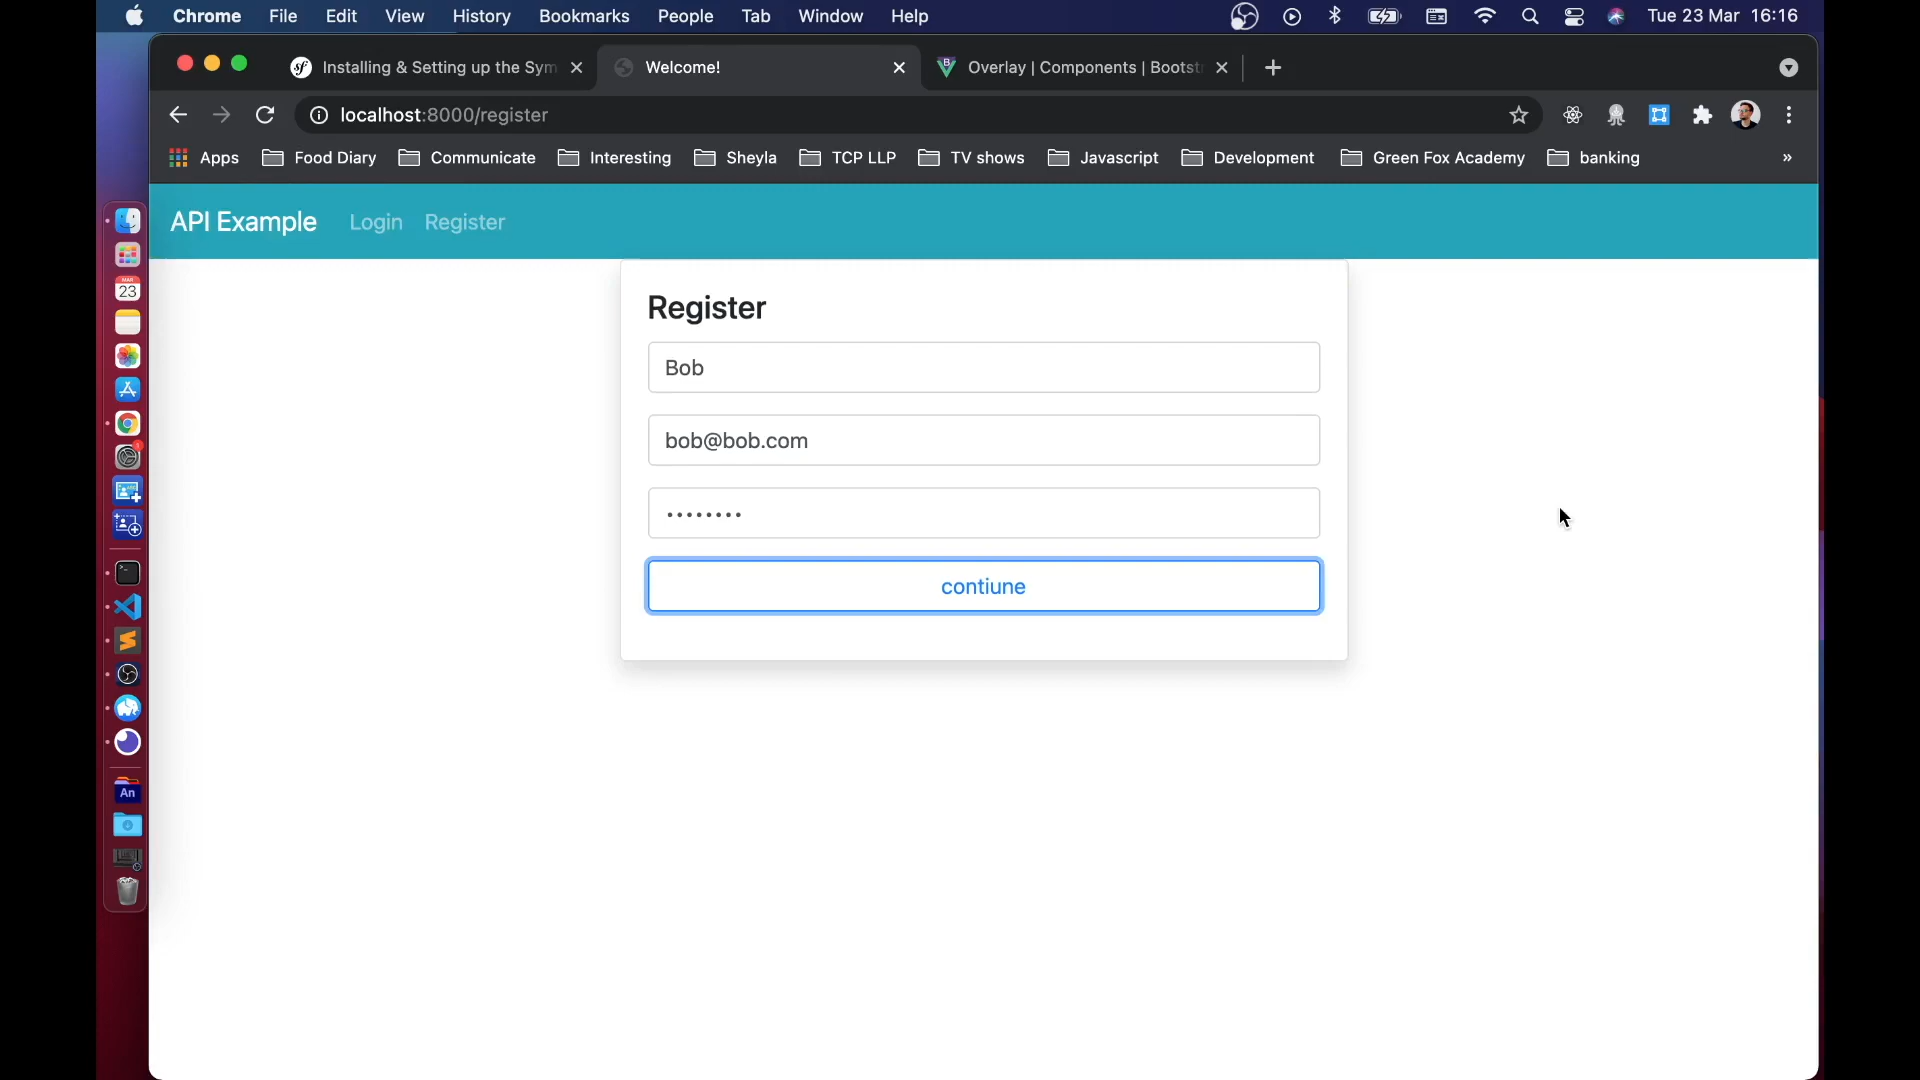 Chrome File Edit View History Bookmarks People Tab Window Help Tue 23 Mar 16:16
Installing & Setting up the Sym Welcome! Overlay | Components | Bootst
localhost:8000/register
Apps Food Diary Communicate Interesting Sheyla TCP LLP TV shows Javascript Development Green Fox Academy banking »
API Example Login Register
Register
Bob
bob@bob.com
••••••••
contiune
23
An